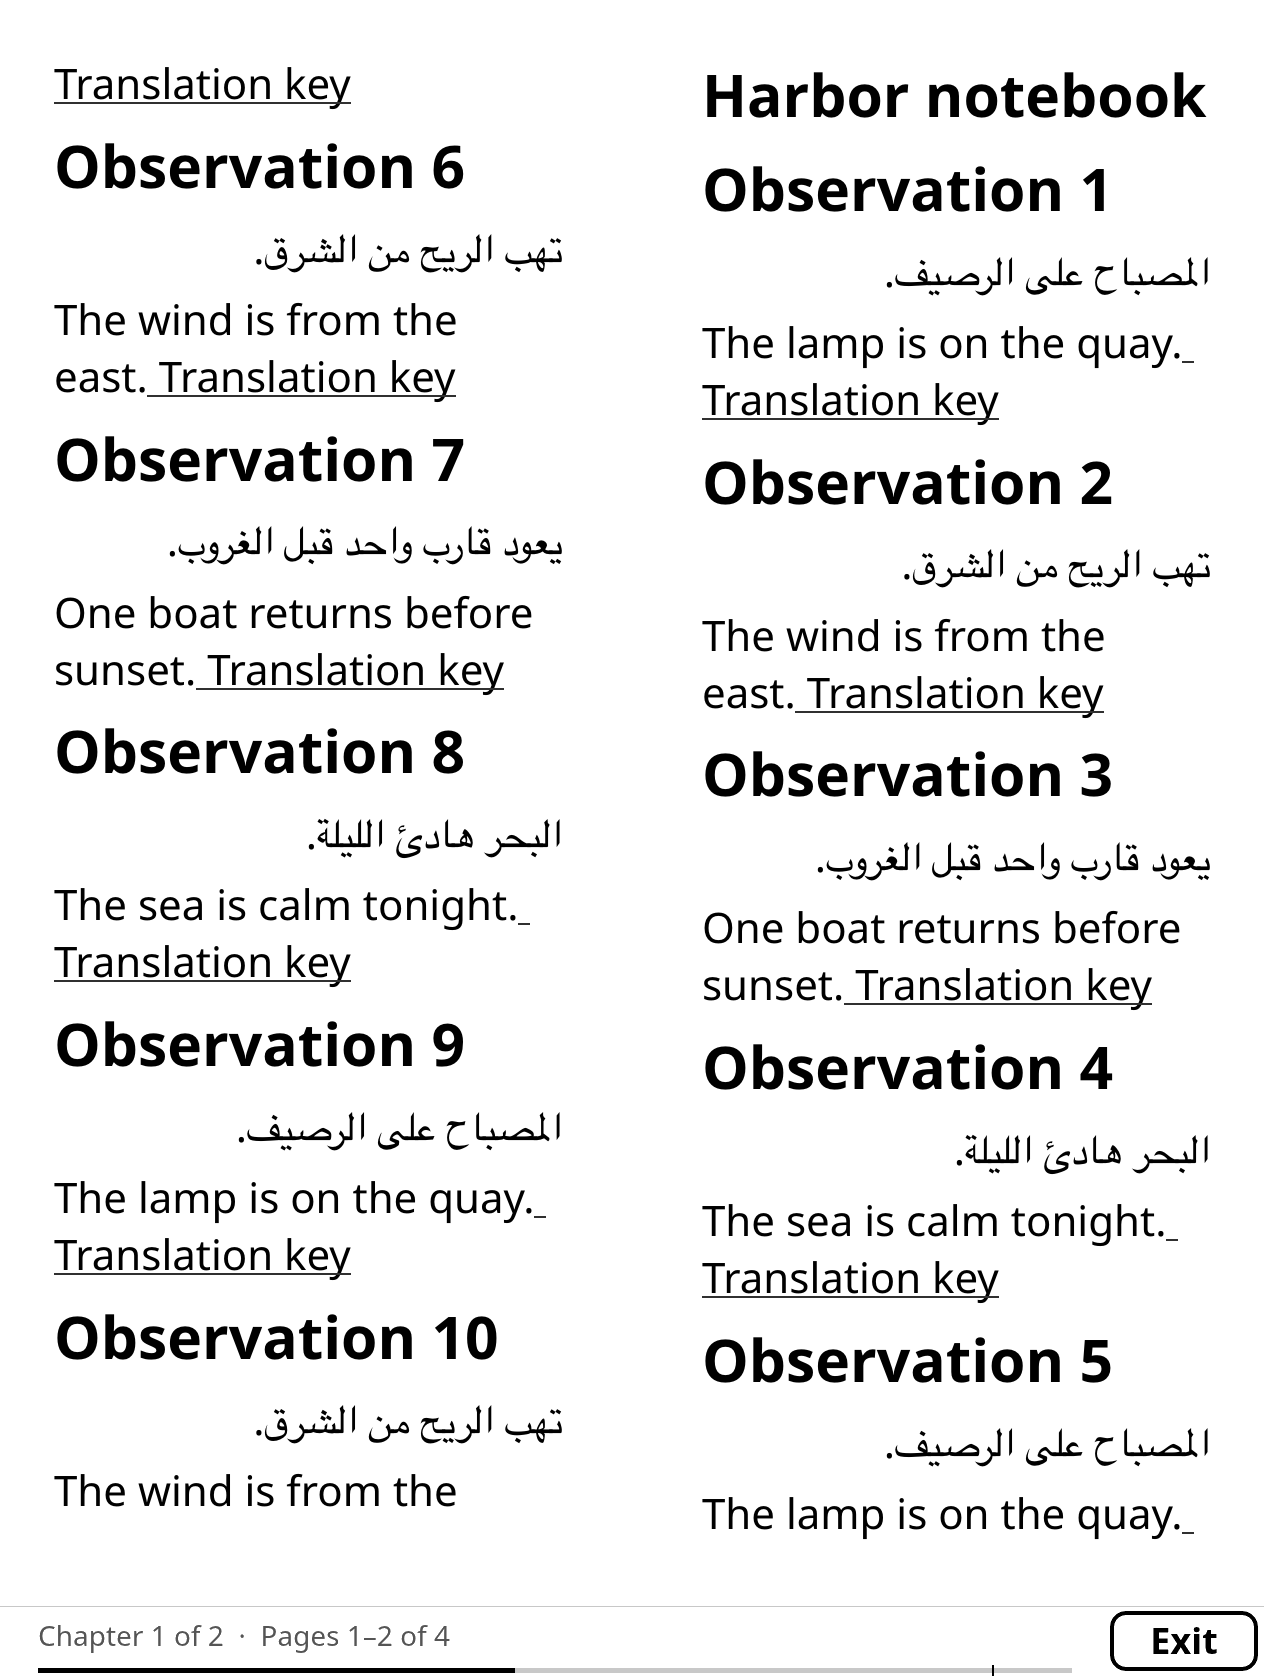 Harbor notebook
Observation 1
المصباح على الرصيف.
The lamp is on the quay.
Translation key
Observation 2
تهب الريح من الشرق.
The wind is from the
east. Translation key
Observation 3
يعود قارب واحد قبل الغروب.
One boat returns before
sunset. Translation key
Observation 4
البحر هادئ الليلة.
The sea is calm tonight.
Translation key
Observation 5
المصباح على الرصيف.
The lamp is on the quay.
Translation key
Observation 6
تهب الريح من الشرق.
The wind is from the
east. Translation key
Observation 7
يعود قارب واحد قبل الغروب.
One boat returns before
sunset. Translation key
Observation 8
البحر هادئ الليلة.
The sea is calm tonight.
Translation key
Observation 9
المصباح على الرصيف.
The lamp is on the quay.
Translation key
Observation 10
تهب الريح من الشرق.
The wind is from the
Chapter 1 of 2 · Pages 1–2 of 4
Exit